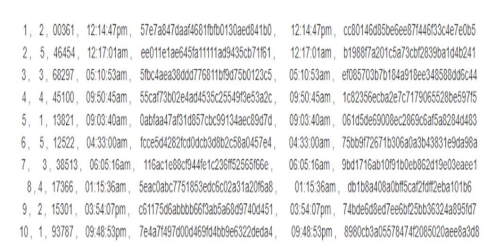 1, 2, 00361, 12:14:47pm, 57e7a847daaf4681fbfb0130aed841b0, 12:14:47pm, cc80146d85be6ee87f446f33c4e7e0b5
2, 5, 46454, 12:17:01am, ee011e1ae645fa11111ad9435cb71f61, 12:17:01am, b1988f7a201c5a73cbf2839ba1d4b241
3, 3, 68297, 05:10:53am, 5fbc4aea38ddd776811bf9d75b0123c5, 05:10:53am, ef085703b7b184a918ee348588dd6c44
4, 4, 45100, 09:50:45am, 55caf73b02e4ad4535c25549f3e53a2c, 09:50:45am, 1c82356ecba2e7c7179065528be597f5
5, 1, 13821, 09:03:40am, 0abfaa47af31d857cbc99134aec89d7d, 09:03:40am, 061d5de69008ec2869c6af5a8284d483
6, 5, 12522, 04:33:00am, fcce5d4282fcd0dcb3d8b2c58a0457e4, 04:33:00am, 75bb9f72671b306a0a3b43831e9da98a
7, 3, 38513, 06:05:16am, 116ac1e88cf944fe1c236ff52565f66e, 06:05:16am, 9bd1716ab10f91b0eb862d19e03eaee1
8, 4, 17366, 01:15:36am, 5eac0abc7751853edc6c02a31a20f6a8, 01:15:36am, db1b8a408a0bff5caf2fdff2eba101b6
9, 2, 15301, 03:54:07pm, c61175d6abbbb66f3ab5a68d9740d451, 03:54:07pm, 74bde6d8ed7ee6bf25bb36324a895fd7
10, 1, 93787, 09:48:53pm, 7e4a7f497d00d469fd4bb9e6322deda4, 09:48:53pm, 8980cb3a05578474f2085020aee8a3d8